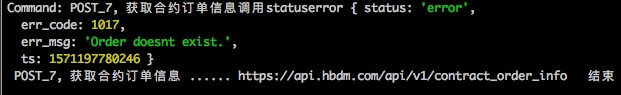 Command: POST_7, 获取合约订单信息调用statuserror { status: 'error',
err_code: 1017,
err_msg: 'Order doesnt exist.',
ts: 1571197780246 }
POST_7, 获取合约订单信息 ...... https://api.hbdm.com/api/v1/contract_order_info 结束